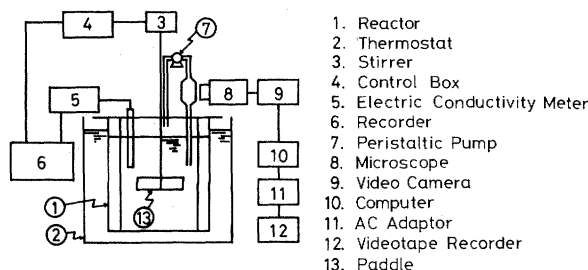 4
3
7
5
8
9
6
10
1
11
13
2
12
1. Reactor
2. Thermostat
3. Stirrer
4. Control Box
5. Electric Conductivity Meter
6. Recorder
7. Peristaltic Pump
8. Microscope
9. Video Camera
10. Computer
11. AC Adaptor
12. Videotape Recorder
13. Paddle